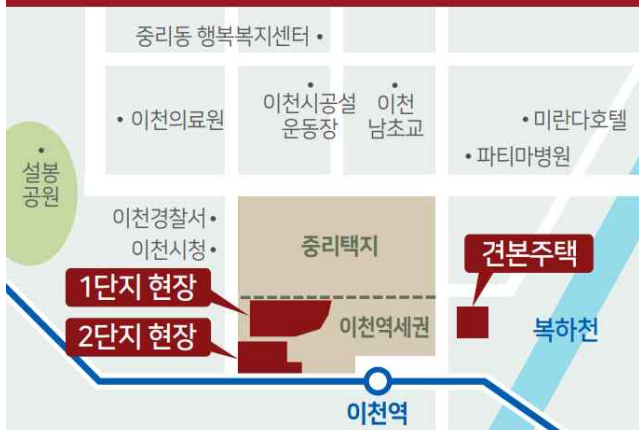 중리동 행복복지센터
이천의료원
이천시공설
운동장
이천
남초교
미란다호텔
파티마병원
설봉
공원
이천경찰서
이천시청
중리택지
견본주택
1단지 현장
이천역세권
2단지 현장
복하천
이천역